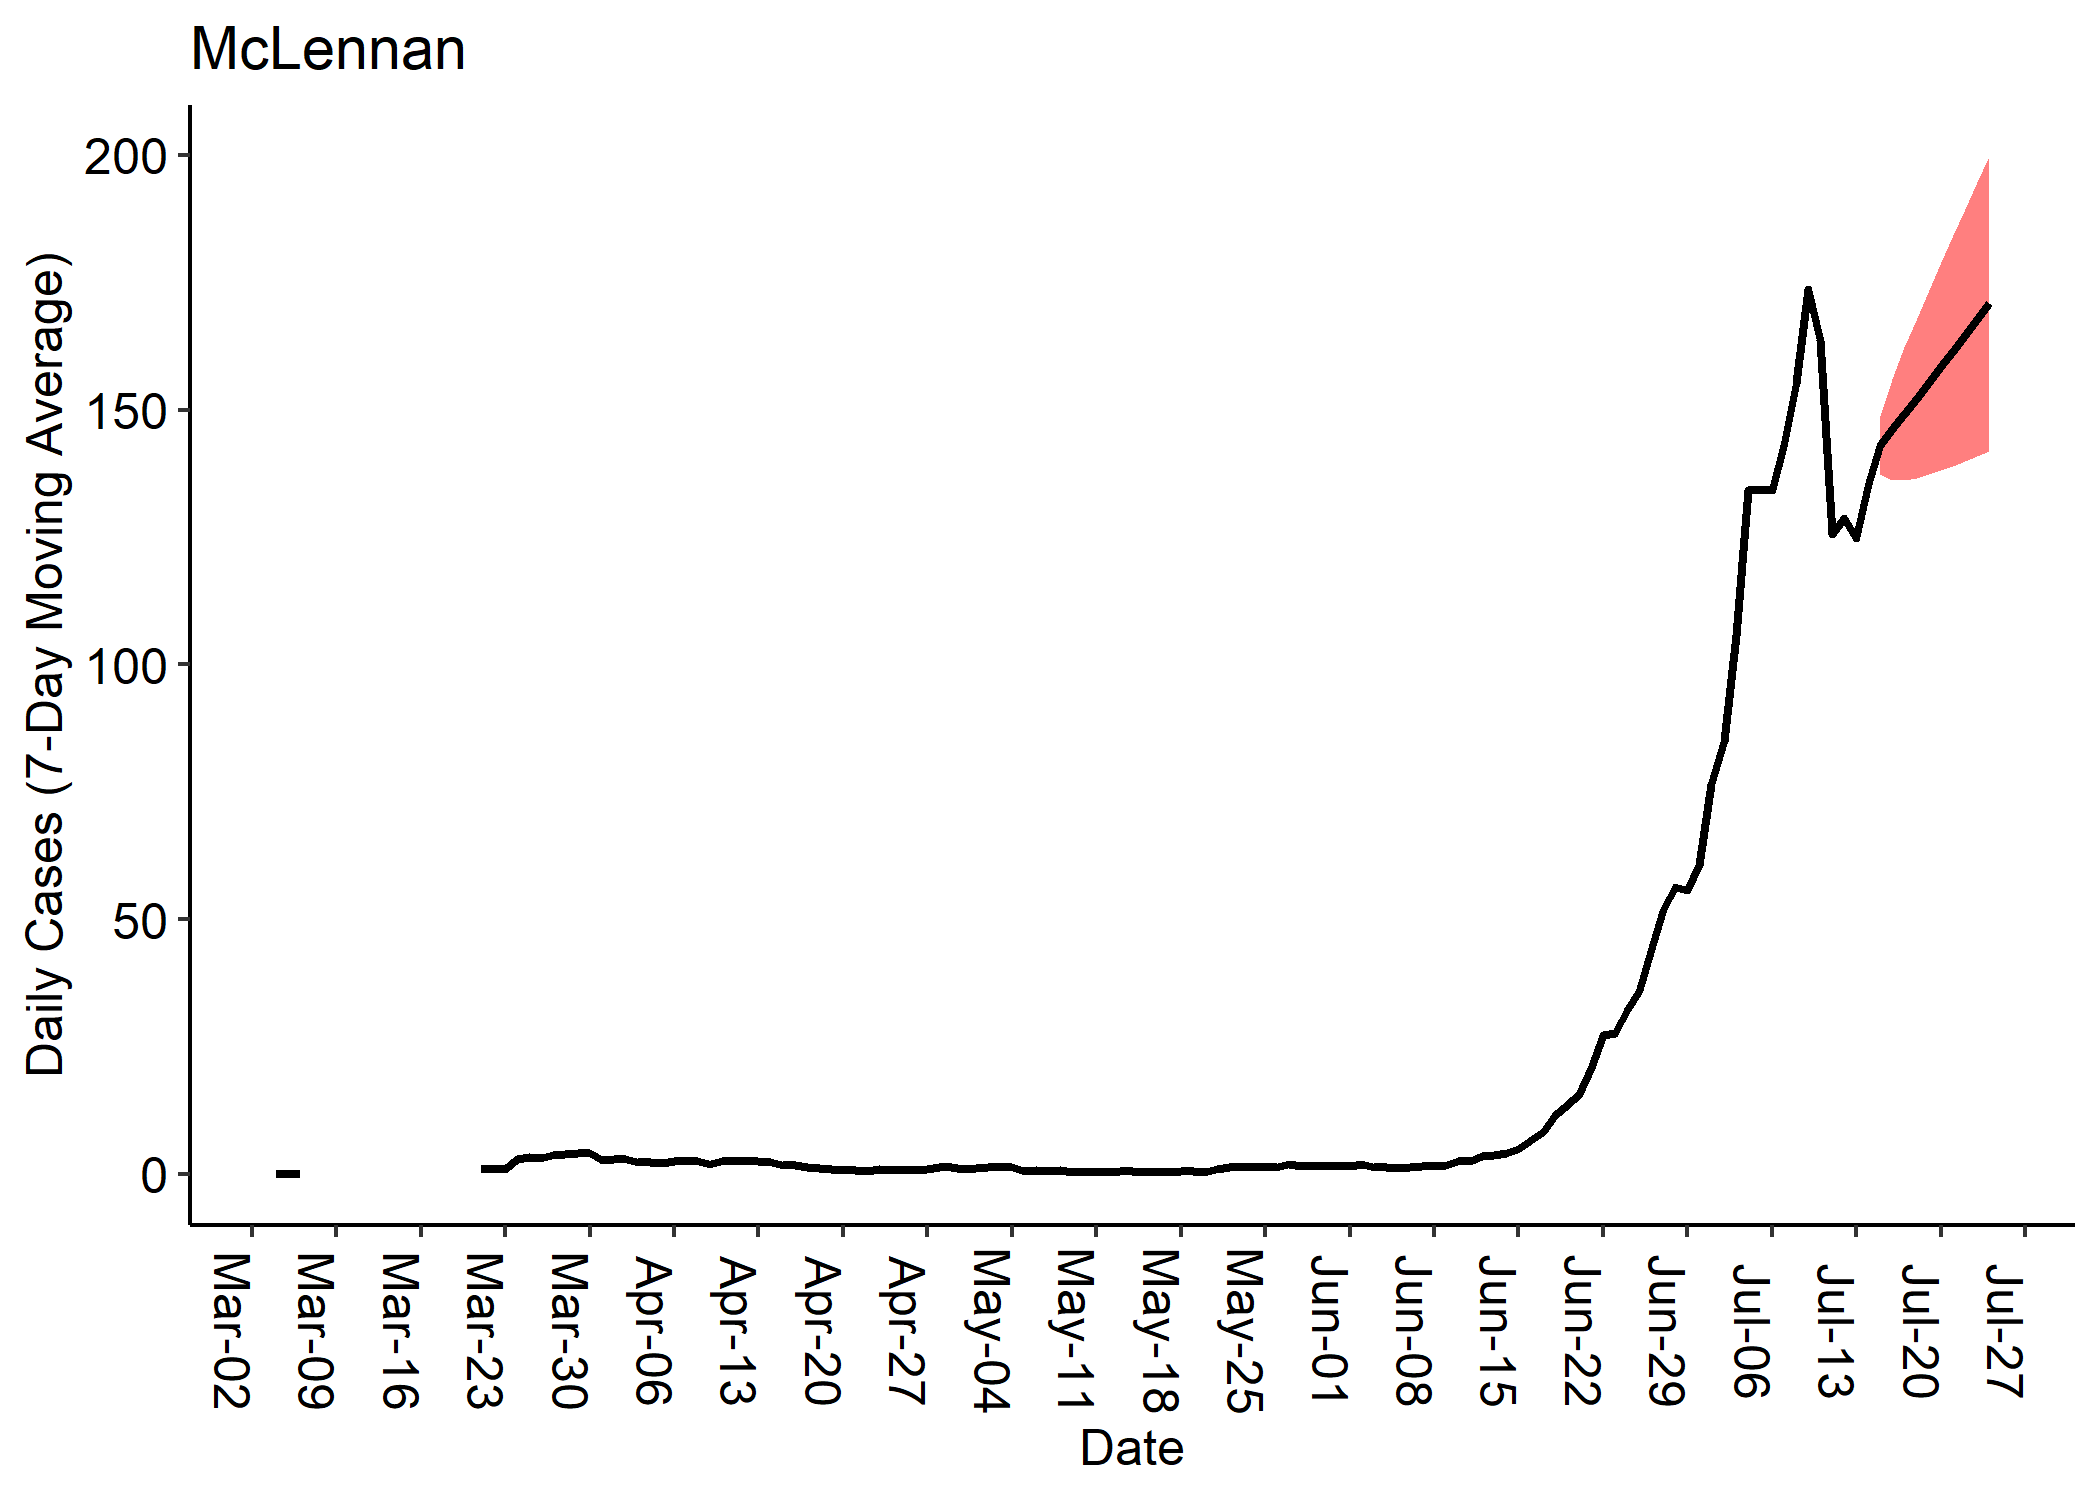 McLennan
Daily Cases (7-Day Moving Average)
200
150
100
50
0
Mar-02
Mar-09
Mar-16
Mar-23
Mar-30
Apr-06
Apr-13
Apr-20
Apr-27
May-04
May-11
May-18
May-25
Jun-01
Jun-08
Jun-15
Jun-22
Jun-29
Jul-06
Jul-13
Jul-20
Jul-27
Date